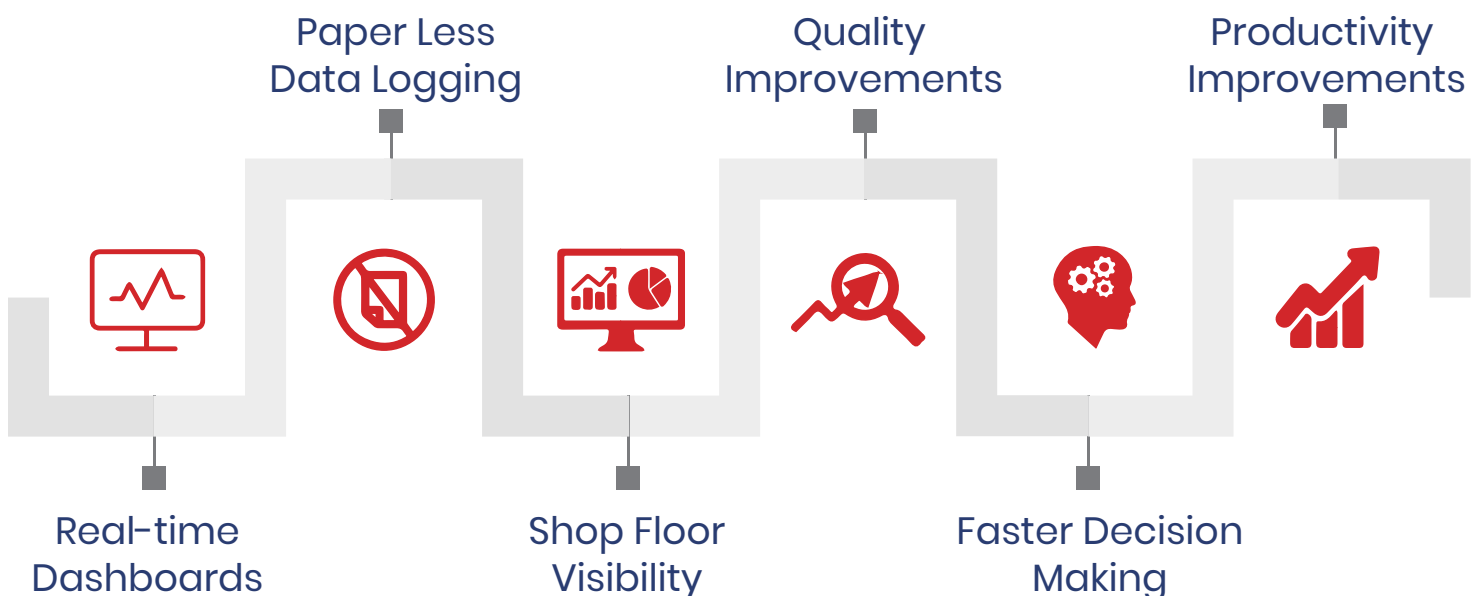 Paper Less
Data Logging
Quality
Improvements
Productivity
Improvements
Real-time
Dashboards
Shop Floor
Visibility
Faster Decision
Making